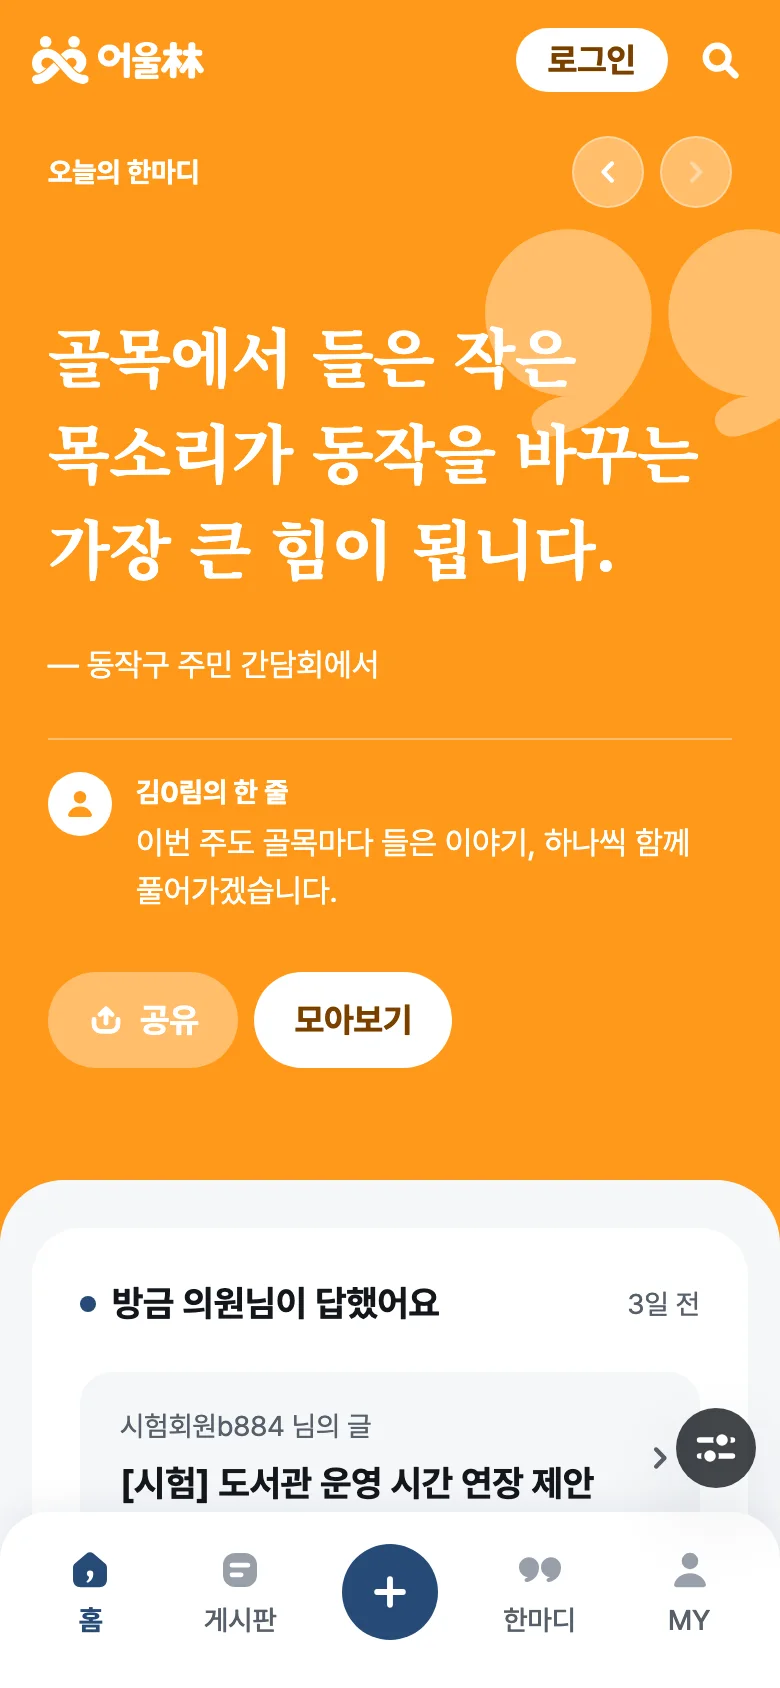 어울林
로그인
오늘의 한마디
골목에서 들은 작은
목소리가 동작을 바꾸는
가장 큰 힘이 됩니다.
— 동작구 주민 간담회에서
김0림의 한 줄
이번 주도 골목마다 들은 이야기, 하나씩 함께
풀어가겠습니다.
공유
모아보기
방금 의원님이 답했어요
3일 전
시험회원b884 님의 글
[시험] 도서관 운영 시간 연장 제안
홈
게시판
한마디
MY